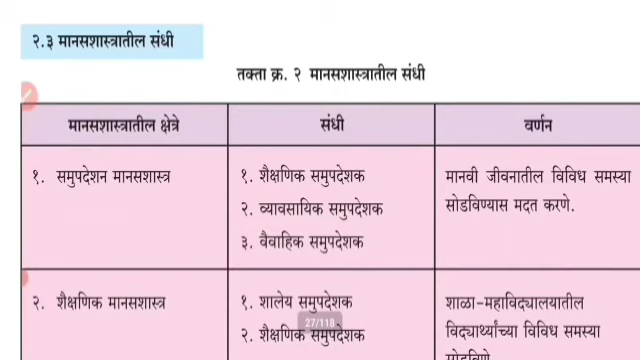 २.३ मानसशास्त्रातील संधी
तक्ता क्र. २ मानसशास्त्रातील संधी
मानसशास्त्रातील क्षेत्रे
संधी
वर्णन
१. समुपदेशन मानसशास्त्र
१. शैक्षणिक समुपदेशक
२. व्यावसायिक समुपदेशक
३. वैवाहिक समुपदेशक
मानवी जीवनातील विविध समस्या
सोडविण्यास मदत करणे.
२. शैक्षणिक मानसशास्त्र
१. शालेय समुपदेशक
२. शैक्षणिक समुपदेशक
27/118
शाळा-महाविद्यालयातील
विद्यार्थ्यांच्या विविध समस्या
सोडविणे